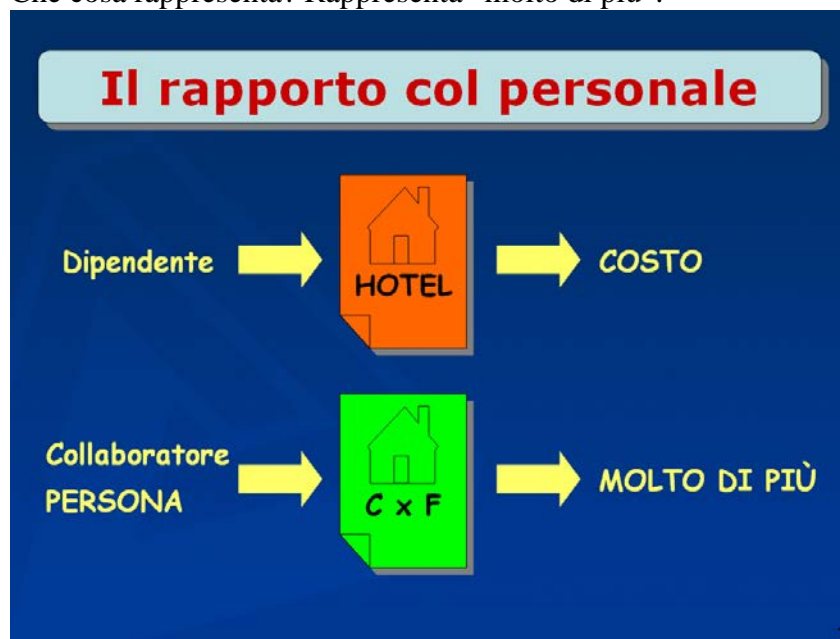 Che cosa rappresenta? Rappresenta "molto di più".
Il rapporto col personale
Dipendente
HOTEL
COSTO
Collaboratore
PERSONA
C x F
MOLTO DI PIÙ